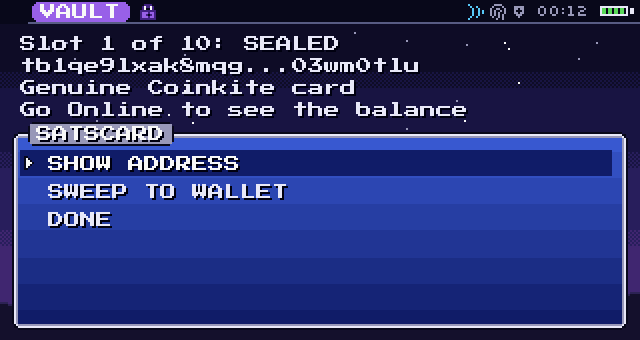 VAULT
00:12
Slot 1 of 10: SEALED
tb1qe9lxak8mqg...03wm0tlu
Genuine Coinkite card
Go Online to see the balance
SATSCARD
SHOW ADDRESS
SWEEP TO WALLET
DONE